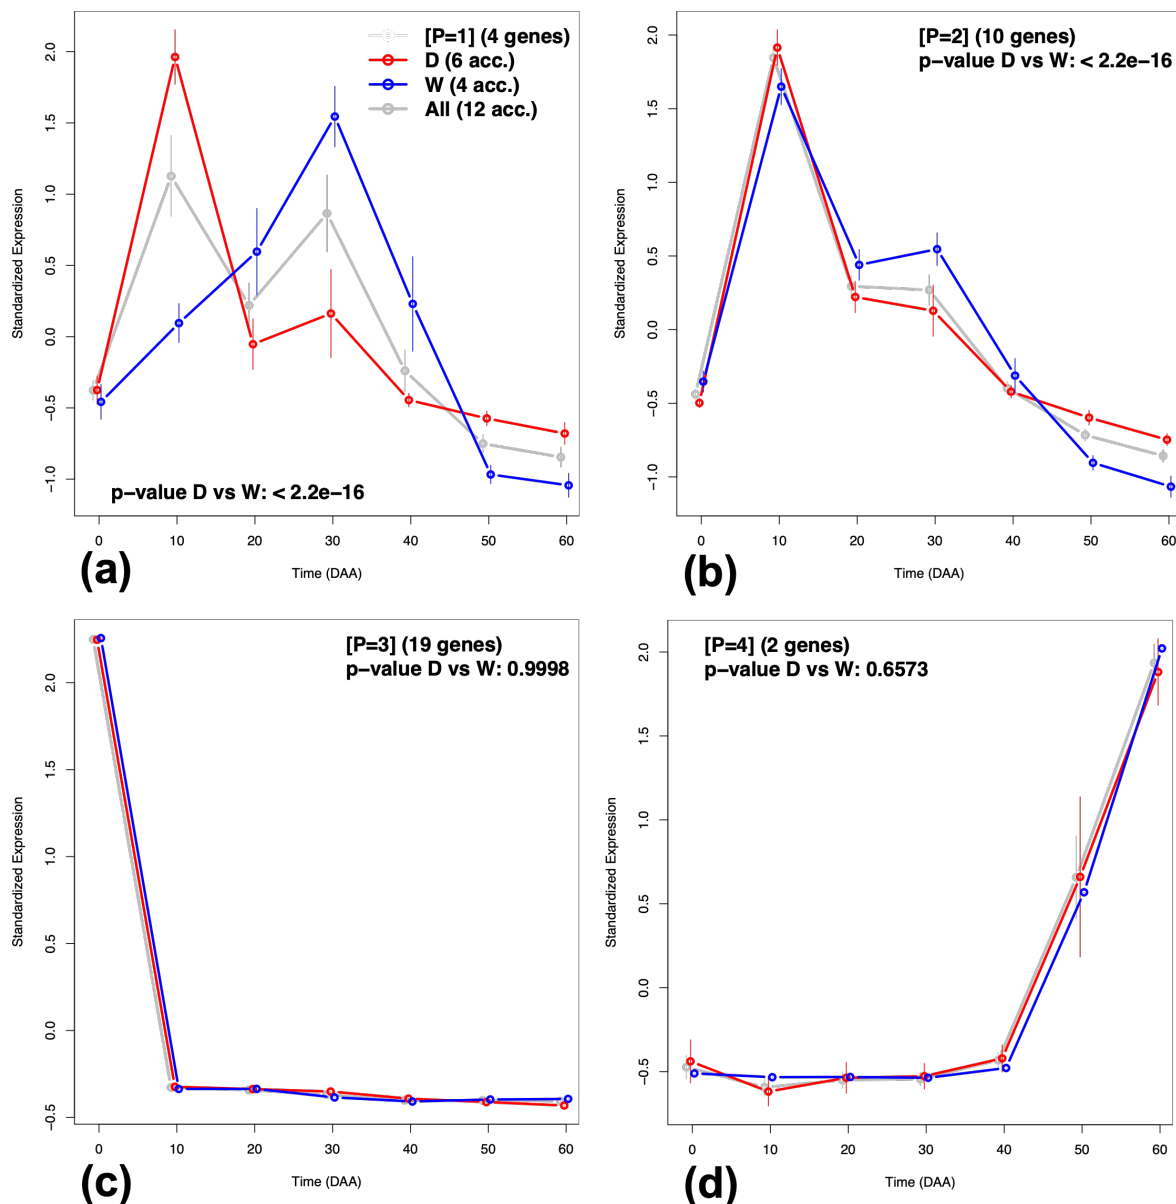 [P=1] (4 genes)
D (6 acc.)
W (4 acc.)
All (12 acc.)
2.0
1.5
1.0
0.5
0.0
−0.5
−1.0
Standardized Expression
p−value D vs W: < 2.2e−16
0 10 20 30 40 50 60
Time (DAA)
(a)
[P=2] (10 genes)
p−value D vs W: < 2.2e−16
2.0
1.5
1.0
0.5
0.0
−0.5
−1.0
Standardized Expression
0 10 20 30 40 50 60
Time (DAA)
(b)
[P=3] (19 genes)
p−value D vs W: 0.9998
2.0
1.5
1.0
0.5
0.0
−0.5
Standardized Expression
0 10 20 30 40 50 60
Time (DAA)
(c)
[P=4] (2 genes)
p−value D vs W: 0.6573
2.0
1.5
1.0
0.5
0.0
−0.5
Standardized Expression
0 10 20 30 40 50 60
Time (DAA)
(d)